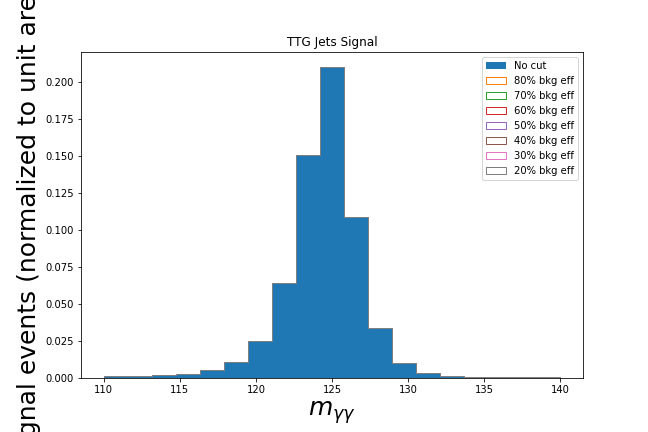 TTG Jets Signal
No cut
80% bkg eff
70% bkg eff
60% bkg eff
50% bkg eff
40% bkg eff
30% bkg eff
20% bkg eff
gnal events (normalized to unit are
0.200
0.175
0.150
0.125
0.100
0.075
0.050
0.025
0.000
110 115 120 125 130 135 140
mγγ